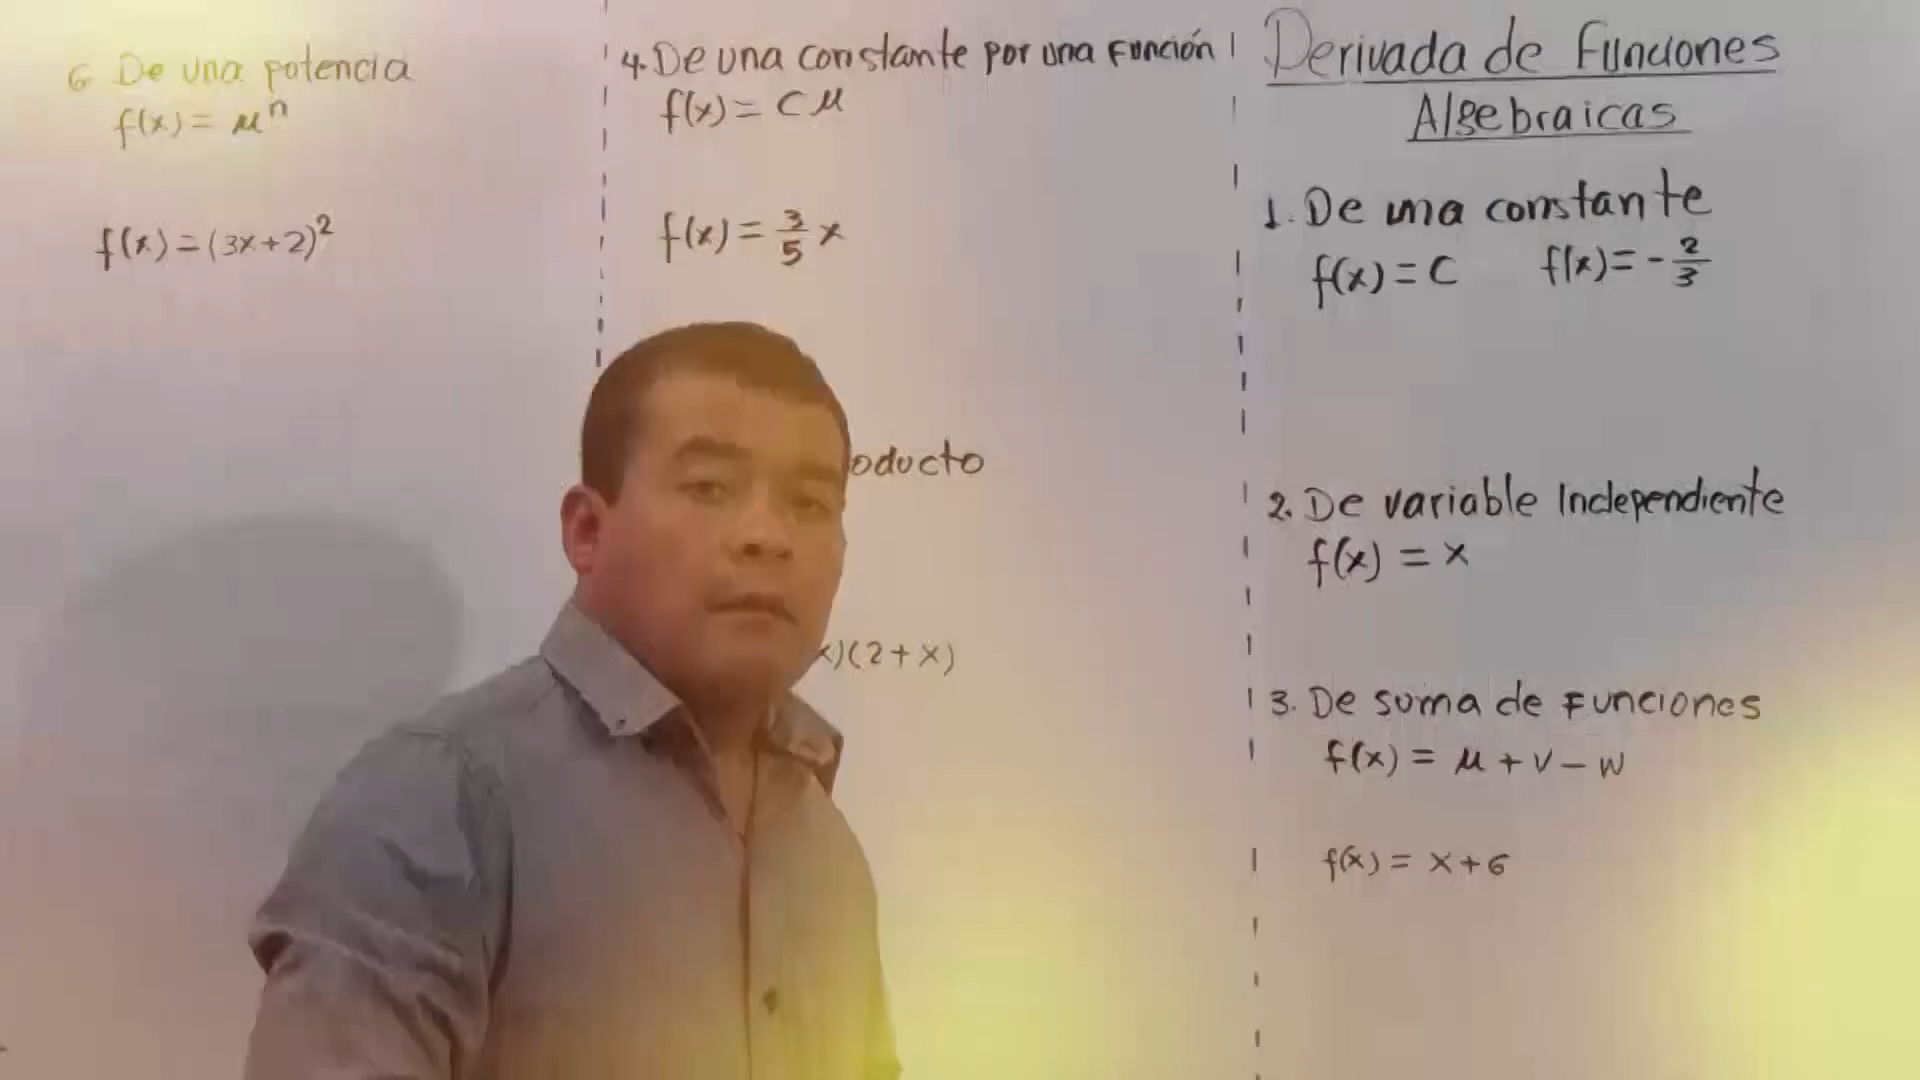 Derivada de Funciones
Algebraicas
1. De una constante
f(x) = C f(x) = - 2/3
2. De variable Independiente
f(x) = x
3. De suma de Funciones
f(x) = μ + v - w
f(x) = x + 6
4. De una constante por una Función
f(x) = C μ
f(x) = 3/5 x
oducto
x)(2 + x)
6 De una potencia
f(x) = μⁿ
f(x) = (3x + 2)²